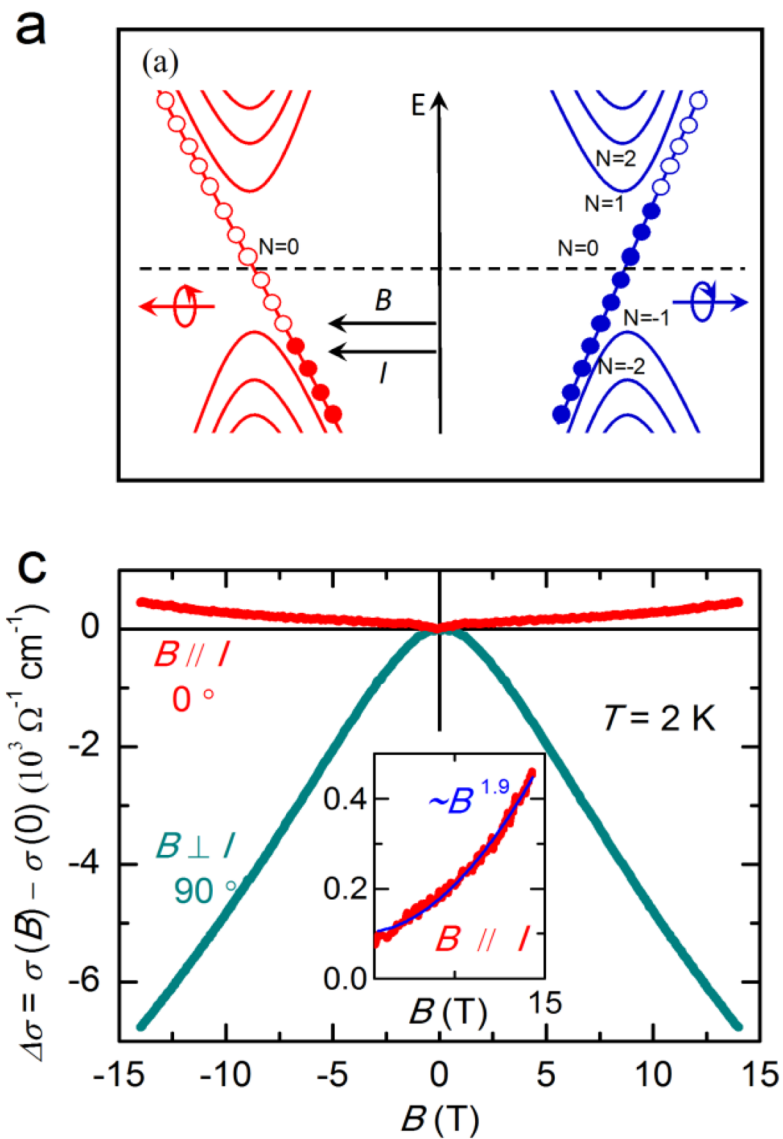 a
(a)
E
N=2
N=1
N=0
N=0
B
N=-1
I
N=-2
c
Δσ = σ(B) − σ(0) (10³ Ω⁻¹ cm⁻¹)
0
-2
-4
-6
B // I
0 °
T = 2 K
B ⊥ I
90 °
0.4
0.2
0.0
~B^1.9
B // I
B (T)
15
-15 -10 -5 0 5 10 15
B (T)